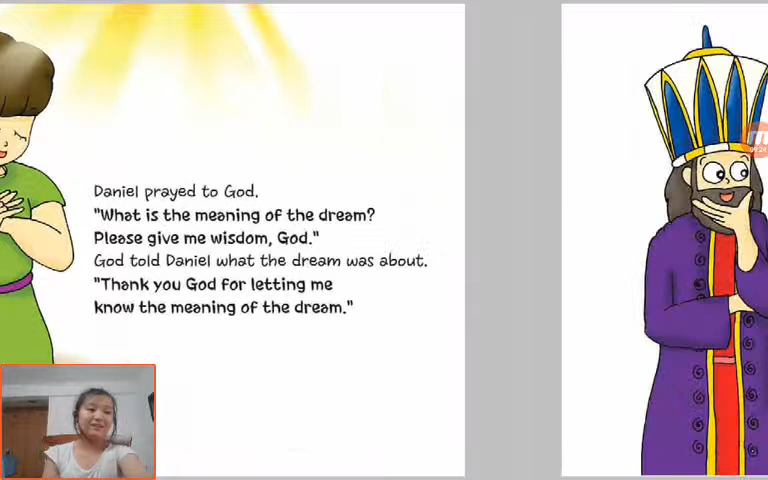 Daniel prayed to God.
"What is the meaning of the dream?
Please give me wisdom, God."
God told Daniel what the dream was about.
"Thank you God for letting me
know the meaning of the dream."